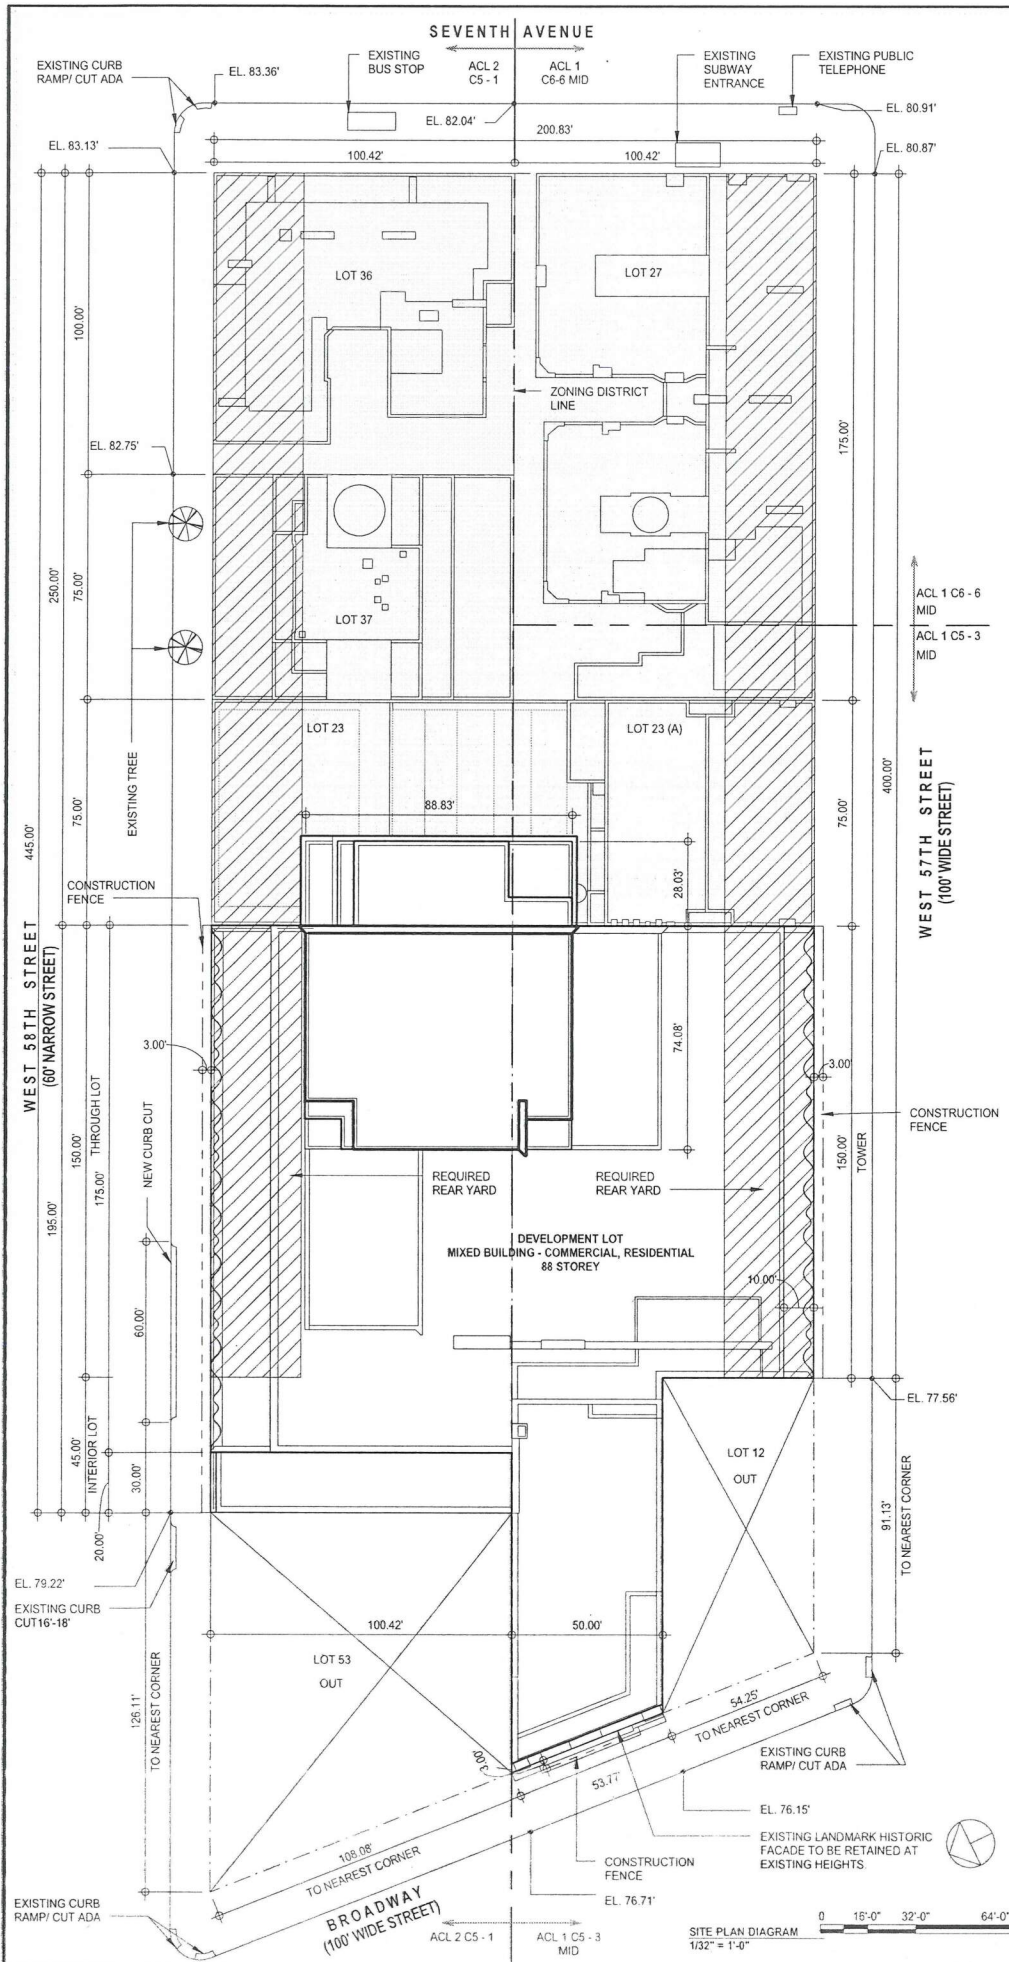 SEVENTH AVENUE
EXISTING CURB
RAMP/ CUT ADA
EL. 83.36'
EXISTING
BUS STOP
ACL 2
C5 - 1
ACL 1
C6-6 MID
EXISTING
SUBWAY
ENTRANCE
EXISTING PUBLIC
TELEPHONE
EL. 82.04'
EL. 80.91'
200.83'
EL. 83.13'
EL. 80.87'
100.42'
100.42'
LOT 36
LOT 27
100.00'
ZONING DISTRICT
LINE
175.00'
EL. 82.75'
250.00'
75.00'
LOT 37
ACL 1 C6 - 6
MID
ACL 1 C5 - 3
MID
EXISTING TREE
LOT 23
LOT 23 (A)
75.00'
75.00'
400.00'
445.00'
88.83'
28.03'
WEST 57TH STREET
(100' WIDE STREET)
CONSTRUCTION
FENCE
WEST 58TH STREET
(60' NARROW STREET)
3.00'
74.08'
3.00'
CONSTRUCTION
FENCE
150.00'
THROUGH LOT
175.00'
NEW CURB CUT
150.00'
TOWER
REQUIRED
REAR YARD
REQUIRED
REAR YARD
195.00'
DEVELOPMENT LOT
MIXED BUILDING - COMMERCIAL, RESIDENTIAL
88 STOREY
10.00'
60.00'
EL. 77.56'
45.00'
INTERIOR LOT
30.00'
LOT 12
OUT
20.00'
91.13'
TO NEAREST CORNER
EL. 79.22'
EXISTING CURB
CUT16'-18'
100.42'
50.00'
LOT 53
OUT
126.11'
TO NEAREST CORNER
54.25'
TO NEAREST CORNER
3.00'
53.77'
EXISTING CURB
RAMP/ CUT ADA
EL. 76.15'
EXISTING LANDMARK HISTORIC
FACADE TO BE RETAINED AT
EXISTING HEIGHTS
108.08'
TO NEAREST CORNER
CONSTRUCTION
FENCE
EL. 76.71'
EXISTING CURB
RAMP/ CUT ADA
BROADWAY
(100' WIDE STREET)
ACL 2 C5 - 1
ACL 1 C5 - 3
MID
SITE PLAN DIAGRAM
1/32" = 1'-0"
0 16'-0" 32'-0" 64'-0"